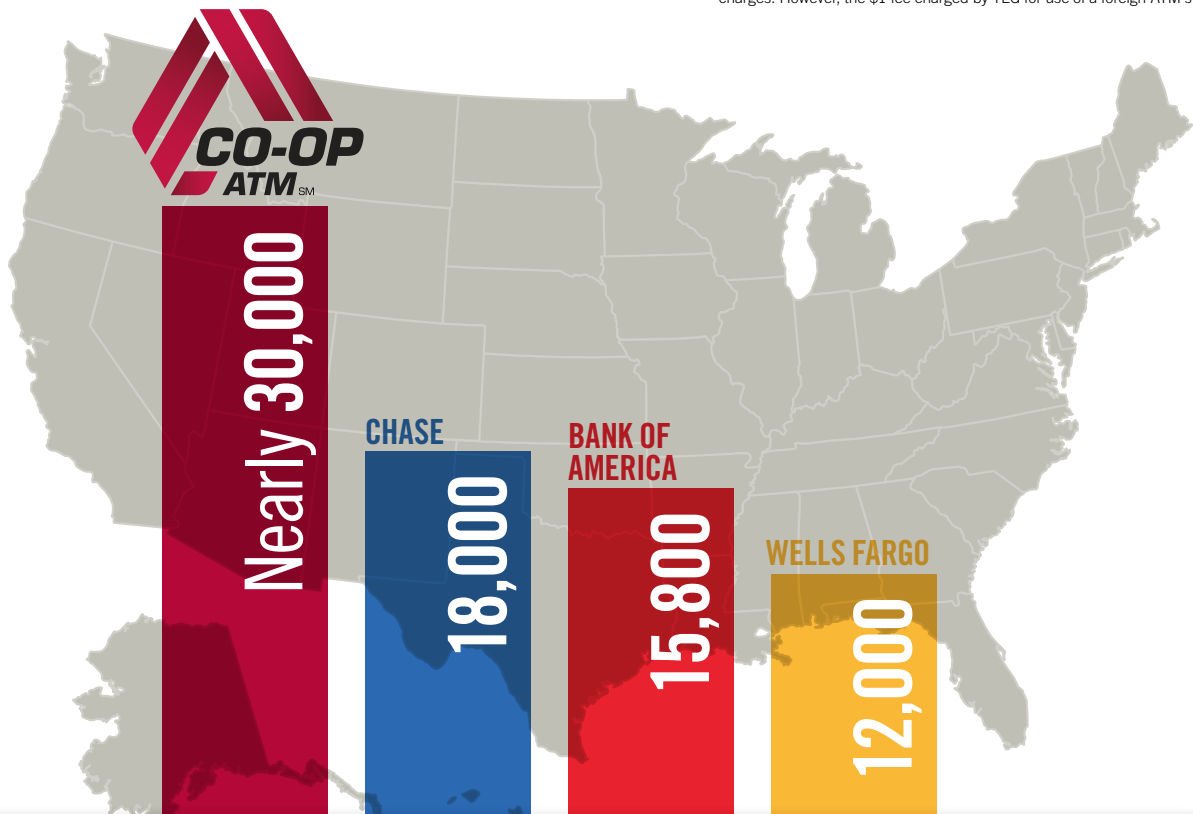 CO-OP
ATM SM
Nearly 30,000
CHASE
18,000
BANK OF
AMERICA
15,800
WELLS FARGO
12,000